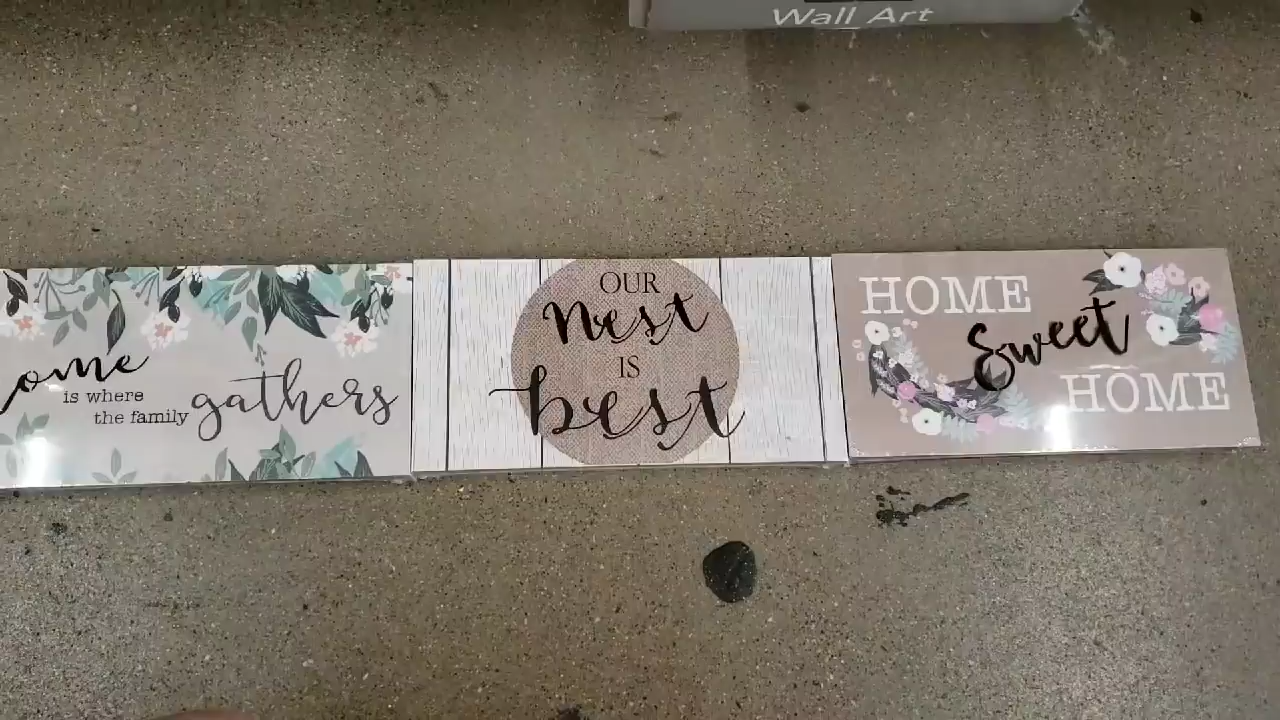 Wall Art
ome
is where
the family
gathers
OUR
Nest
IS
best
HOME
Sweet
HOME